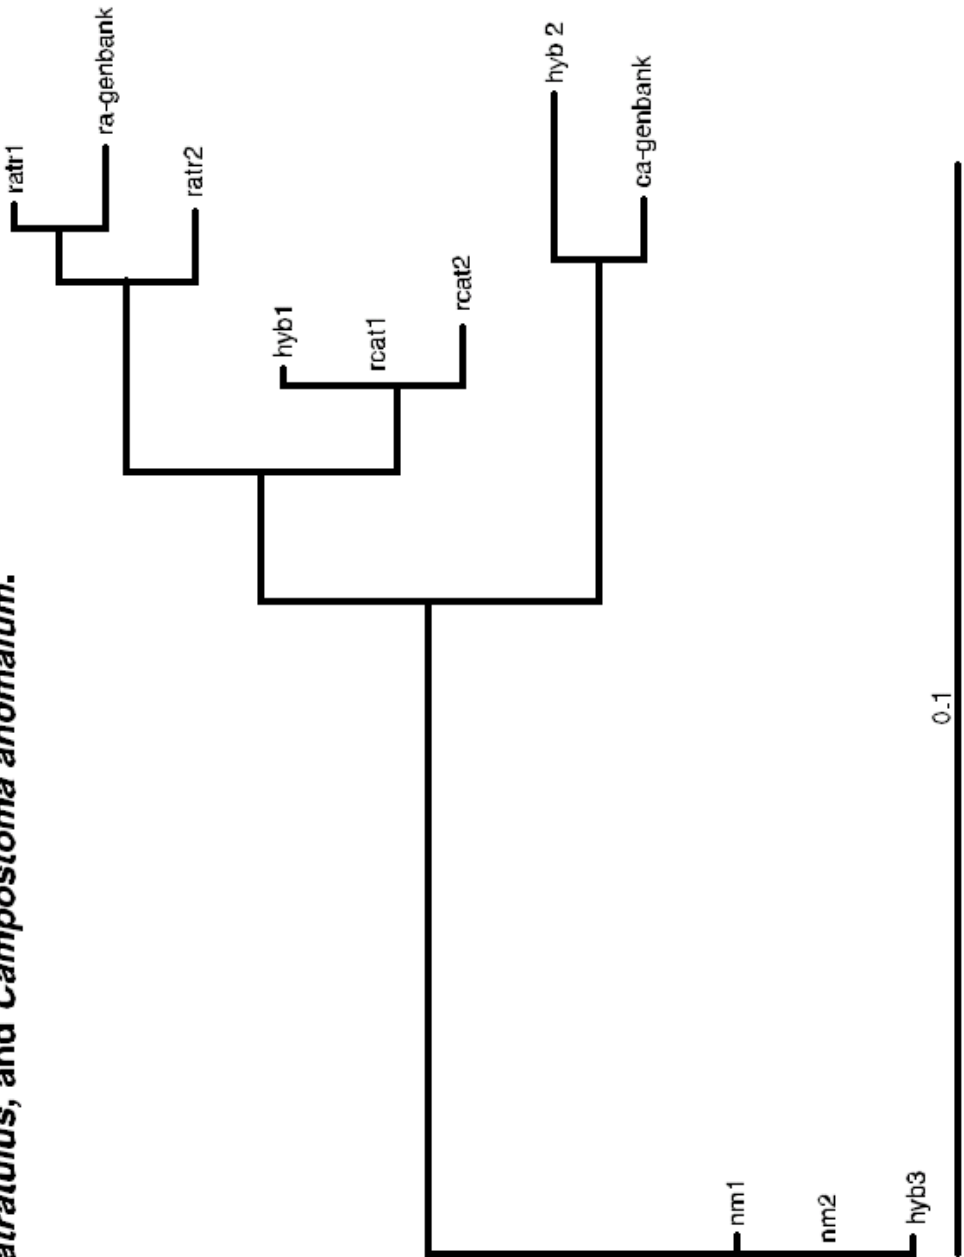 atratulus, and Campostoma anomalum.
ratr1
ra-genbank
ratr2
hyb1
rcat1
rcat2
hyb 2
ca-genbank
nm1
nm2
hyb3
0.1